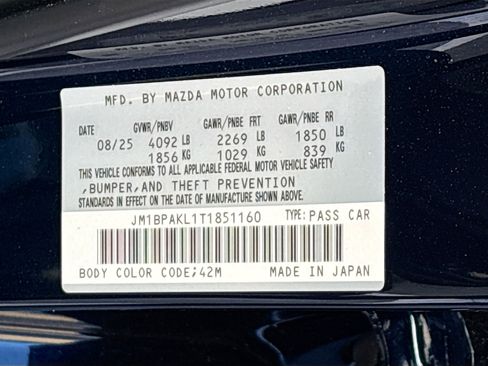 MFD. BY MAZDA MOTOR CORPORATION
GVWR/PNBV GAWR/PNBE FRT GAWR/PNBE RR
08/25 4092 LB 2269 LB 1850 LB
1856 KG 1029 KG 839 KG
THIS VEHICLE CONFORMS TO ALL APPLICABLE FEDERAL MOTOR VEHICLE SAFETY
,BUMPER,AND THEFT PREVENTION
STANDARDS IN EFFECT ON THE DATE OF MANUFACTURE SHOWN ABOVE.
JM1BPAKL1T1851160 TYPE:PASS CAR
BODY COLOR CODE:42M MADE IN JAPAN